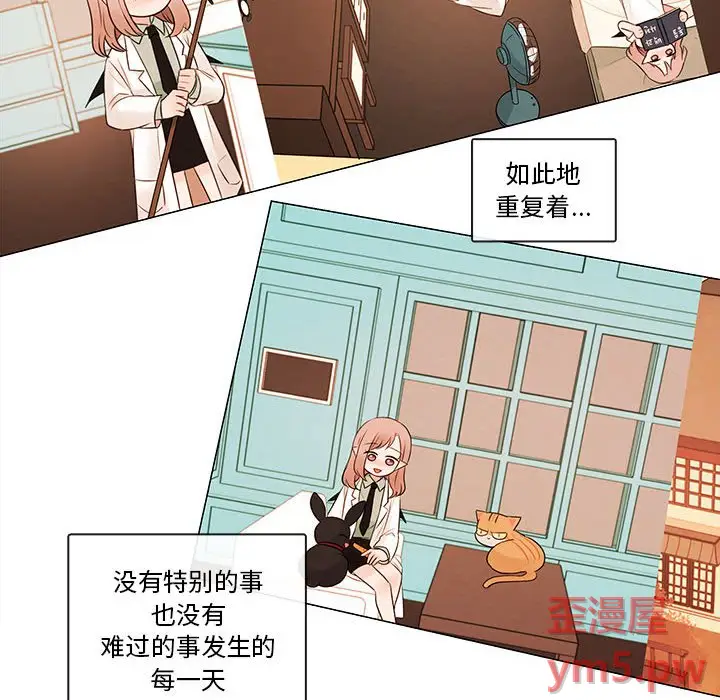 如此地
重复着...
没有特别的事
也没有
难过的事发生的
每一天
歪漫屋
ym5.pw